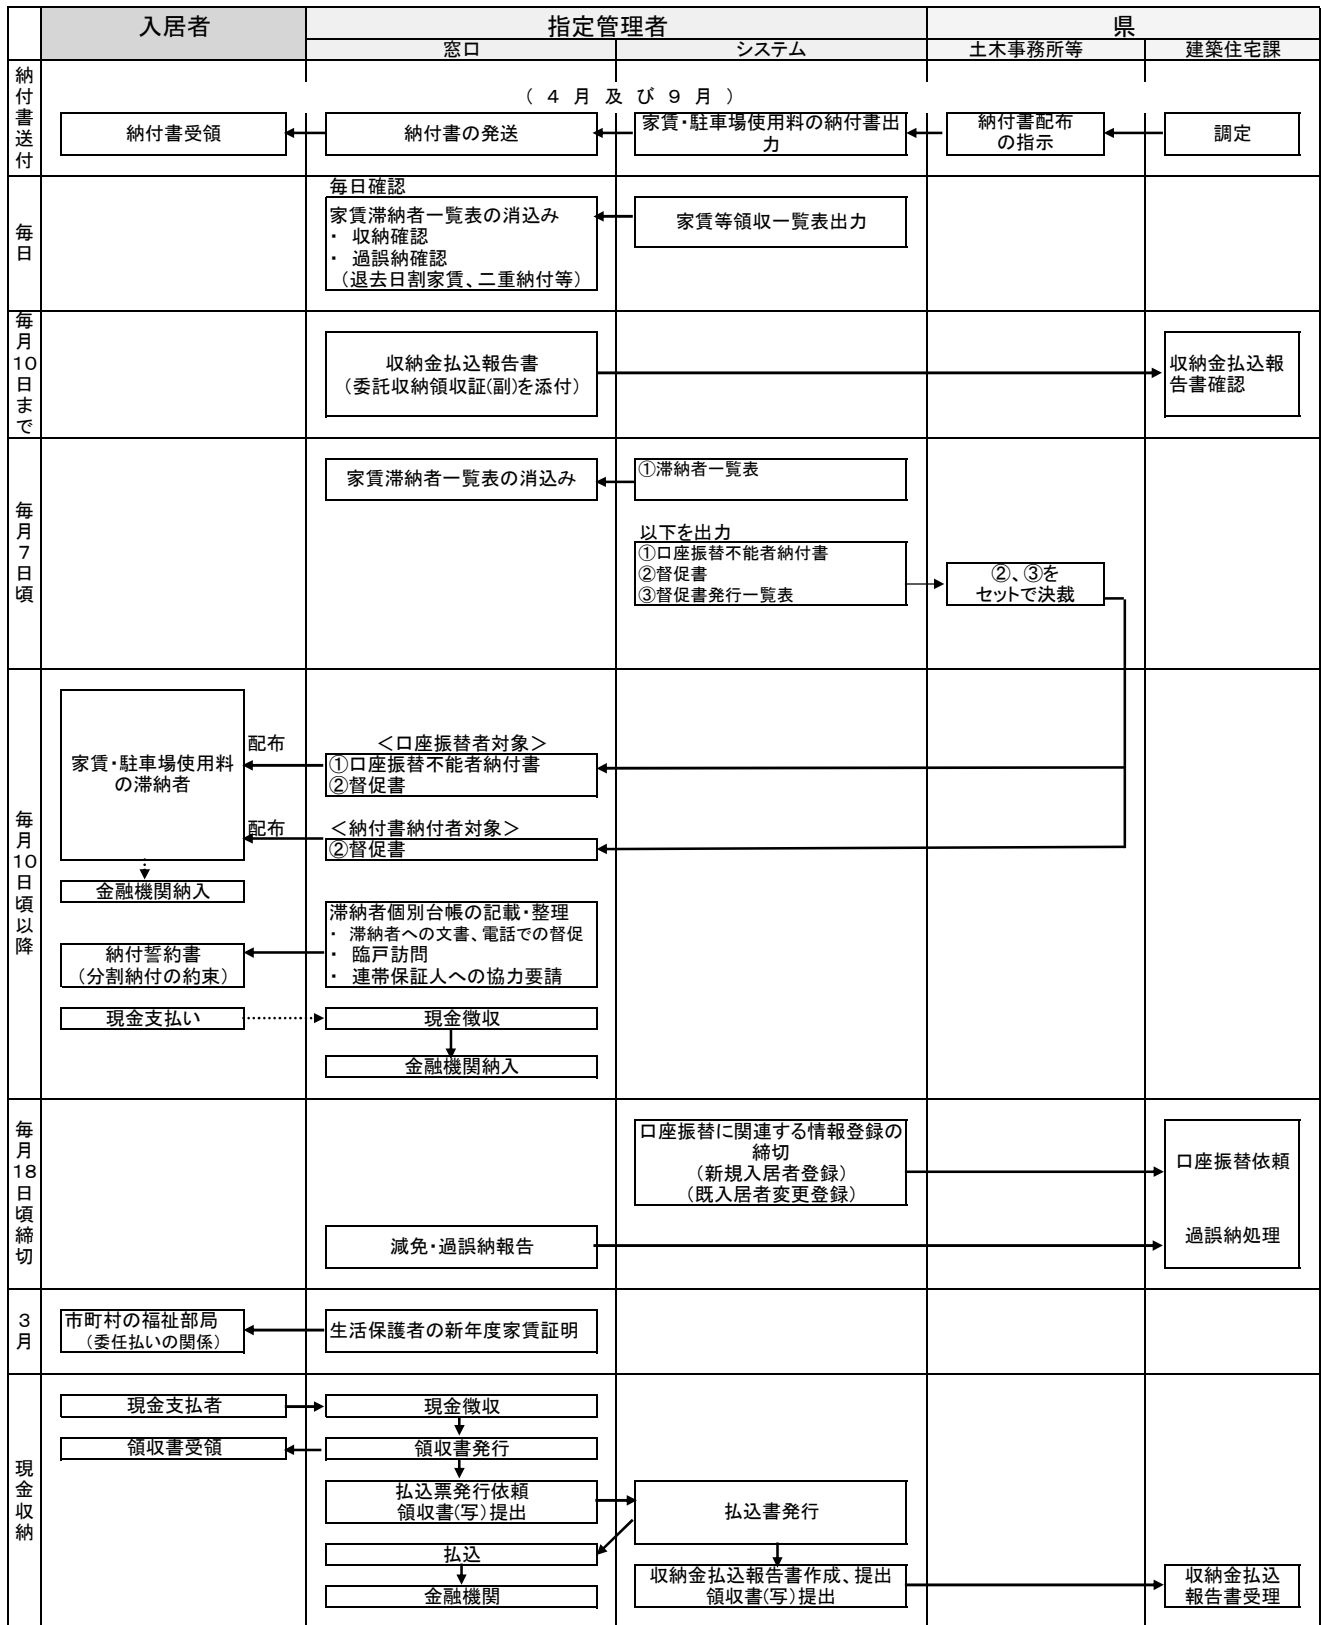 入居者
指定管理者
県
窓口
システム
土木事務所等
建築住宅課
納付書送付
(４月及び９月)
納付書受領
納付書の発送
家賃・駐車場使用料の納付書出
力
納付書配布
の指示
調定
毎日
毎日確認
家賃滞納者一覧表の消込み
・ 収納確認
・ 過誤納確認
（退去日割家賃、二重納付等）
家賃等領収一覧表出力
毎月10日まで
収納金払込報告書
（委託収納領収証(副)を添付）
収納金払込報
告書確認
毎月７日頃
家賃滞納者一覧表の消込み
①滞納者一覧表
以下を出力
①口座振替不能者納付書
②督促書
③督促書発行一覧表
②、③を
セットで決裁
毎月10日頃以降
家賃・駐車場使用料
の滞納者
配布
＜口座振替者対象＞
①口座振替不能者納付書
②督促書
配布
＜納付書納付者対象＞
②督促書
金融機関納入
滞納者個別台帳の記載・整理
・ 滞納者への文書、電話での督促
・ 臨戸訪問
・ 連帯保証人への協力要請
納付誓約書
（分割納付の約束）
現金支払い
現金徴収
金融機関納入
毎月18日頃締切
口座振替に関連する情報登録の
締切
（新規入居者登録）
（既入居者変更登録）
口座振替依頼
減免・過誤納報告
過誤納処理
３月
市町村の福祉部局
（委任払いの関係）
生活保護者の新年度家賃証明
現金収納
現金支払者
現金徴収
領収書受領
領収書発行
払込票発行依頼
領収書(写)提出
払込書発行
払込
金融機関
収納金払込報告書作成、提出
領収書(写)提出
収納金払込
報告書受理